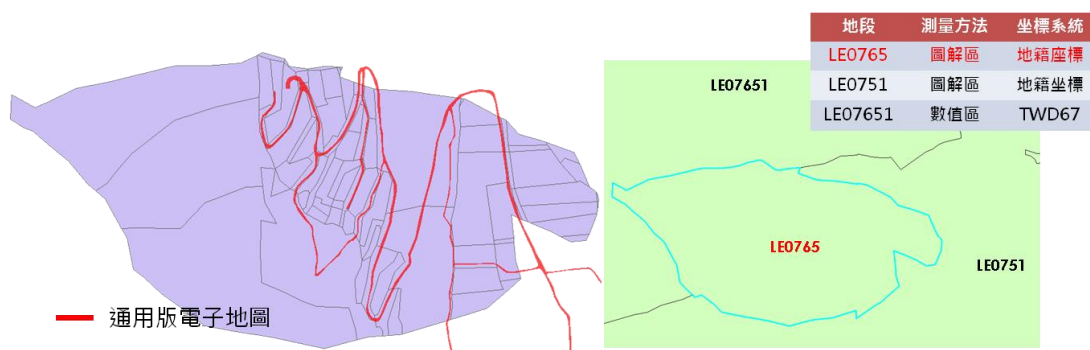 地段 測量方法 坐標系統
LE0765 圖解區 地籍座標
LE0751 圖解區 地籍坐標
LE07651 數值區 TWD67
LE07651
LE0765
LE0751
通用版電子地圖